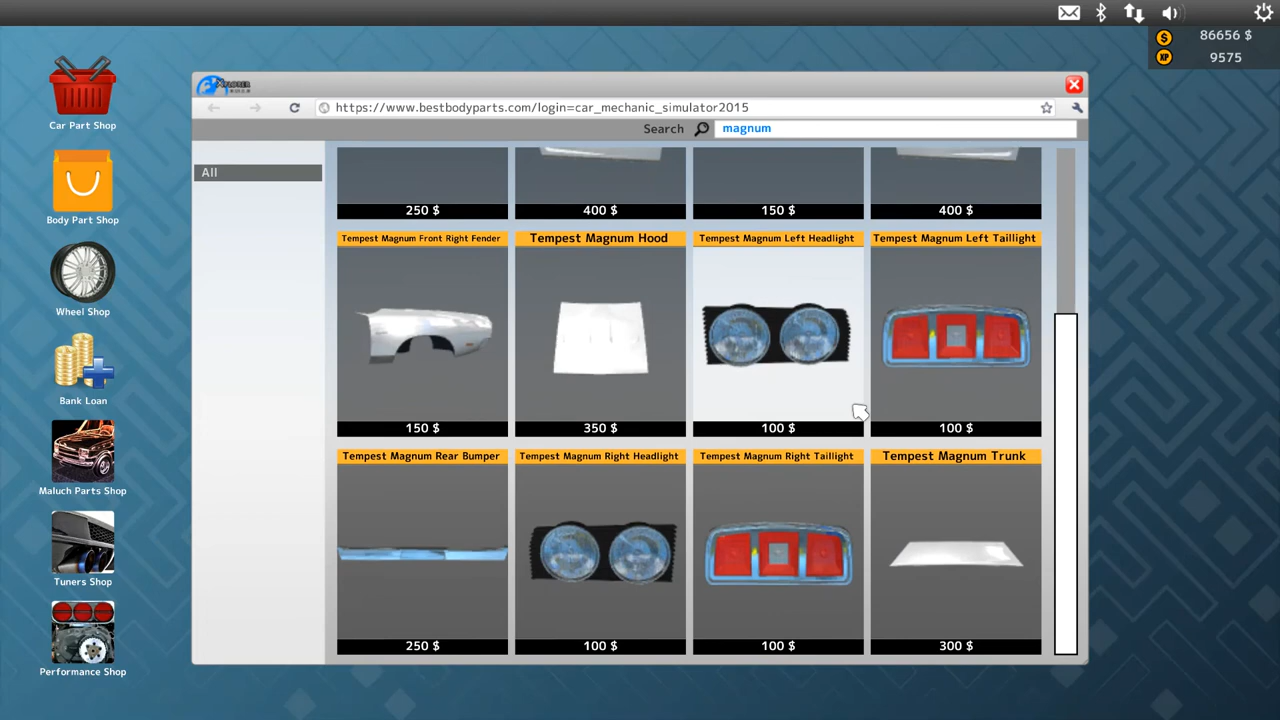 86656 $
9575
Car Part Shop
Body Part Shop
Wheel Shop
Bank Loan
Maluch Parts Shop
Tuners Shop
Performance Shop
https://www.bestbodyparts.com/login=car_mechanic_simulator2015
Search magnum
All
250 $ 400 $ 150 $ 400 $
Tempest Magnum Front Right Fender Tempest Magnum Hood Tempest Magnum Left Headlight Tempest Magnum Left Taillight
150 $ 350 $ 100 $ 100 $
Tempest Magnum Rear Bumper Tempest Magnum Right Headlight Tempest Magnum Right Taillight Tempest Magnum Trunk
250 $ 100 $ 100 $ 300 $